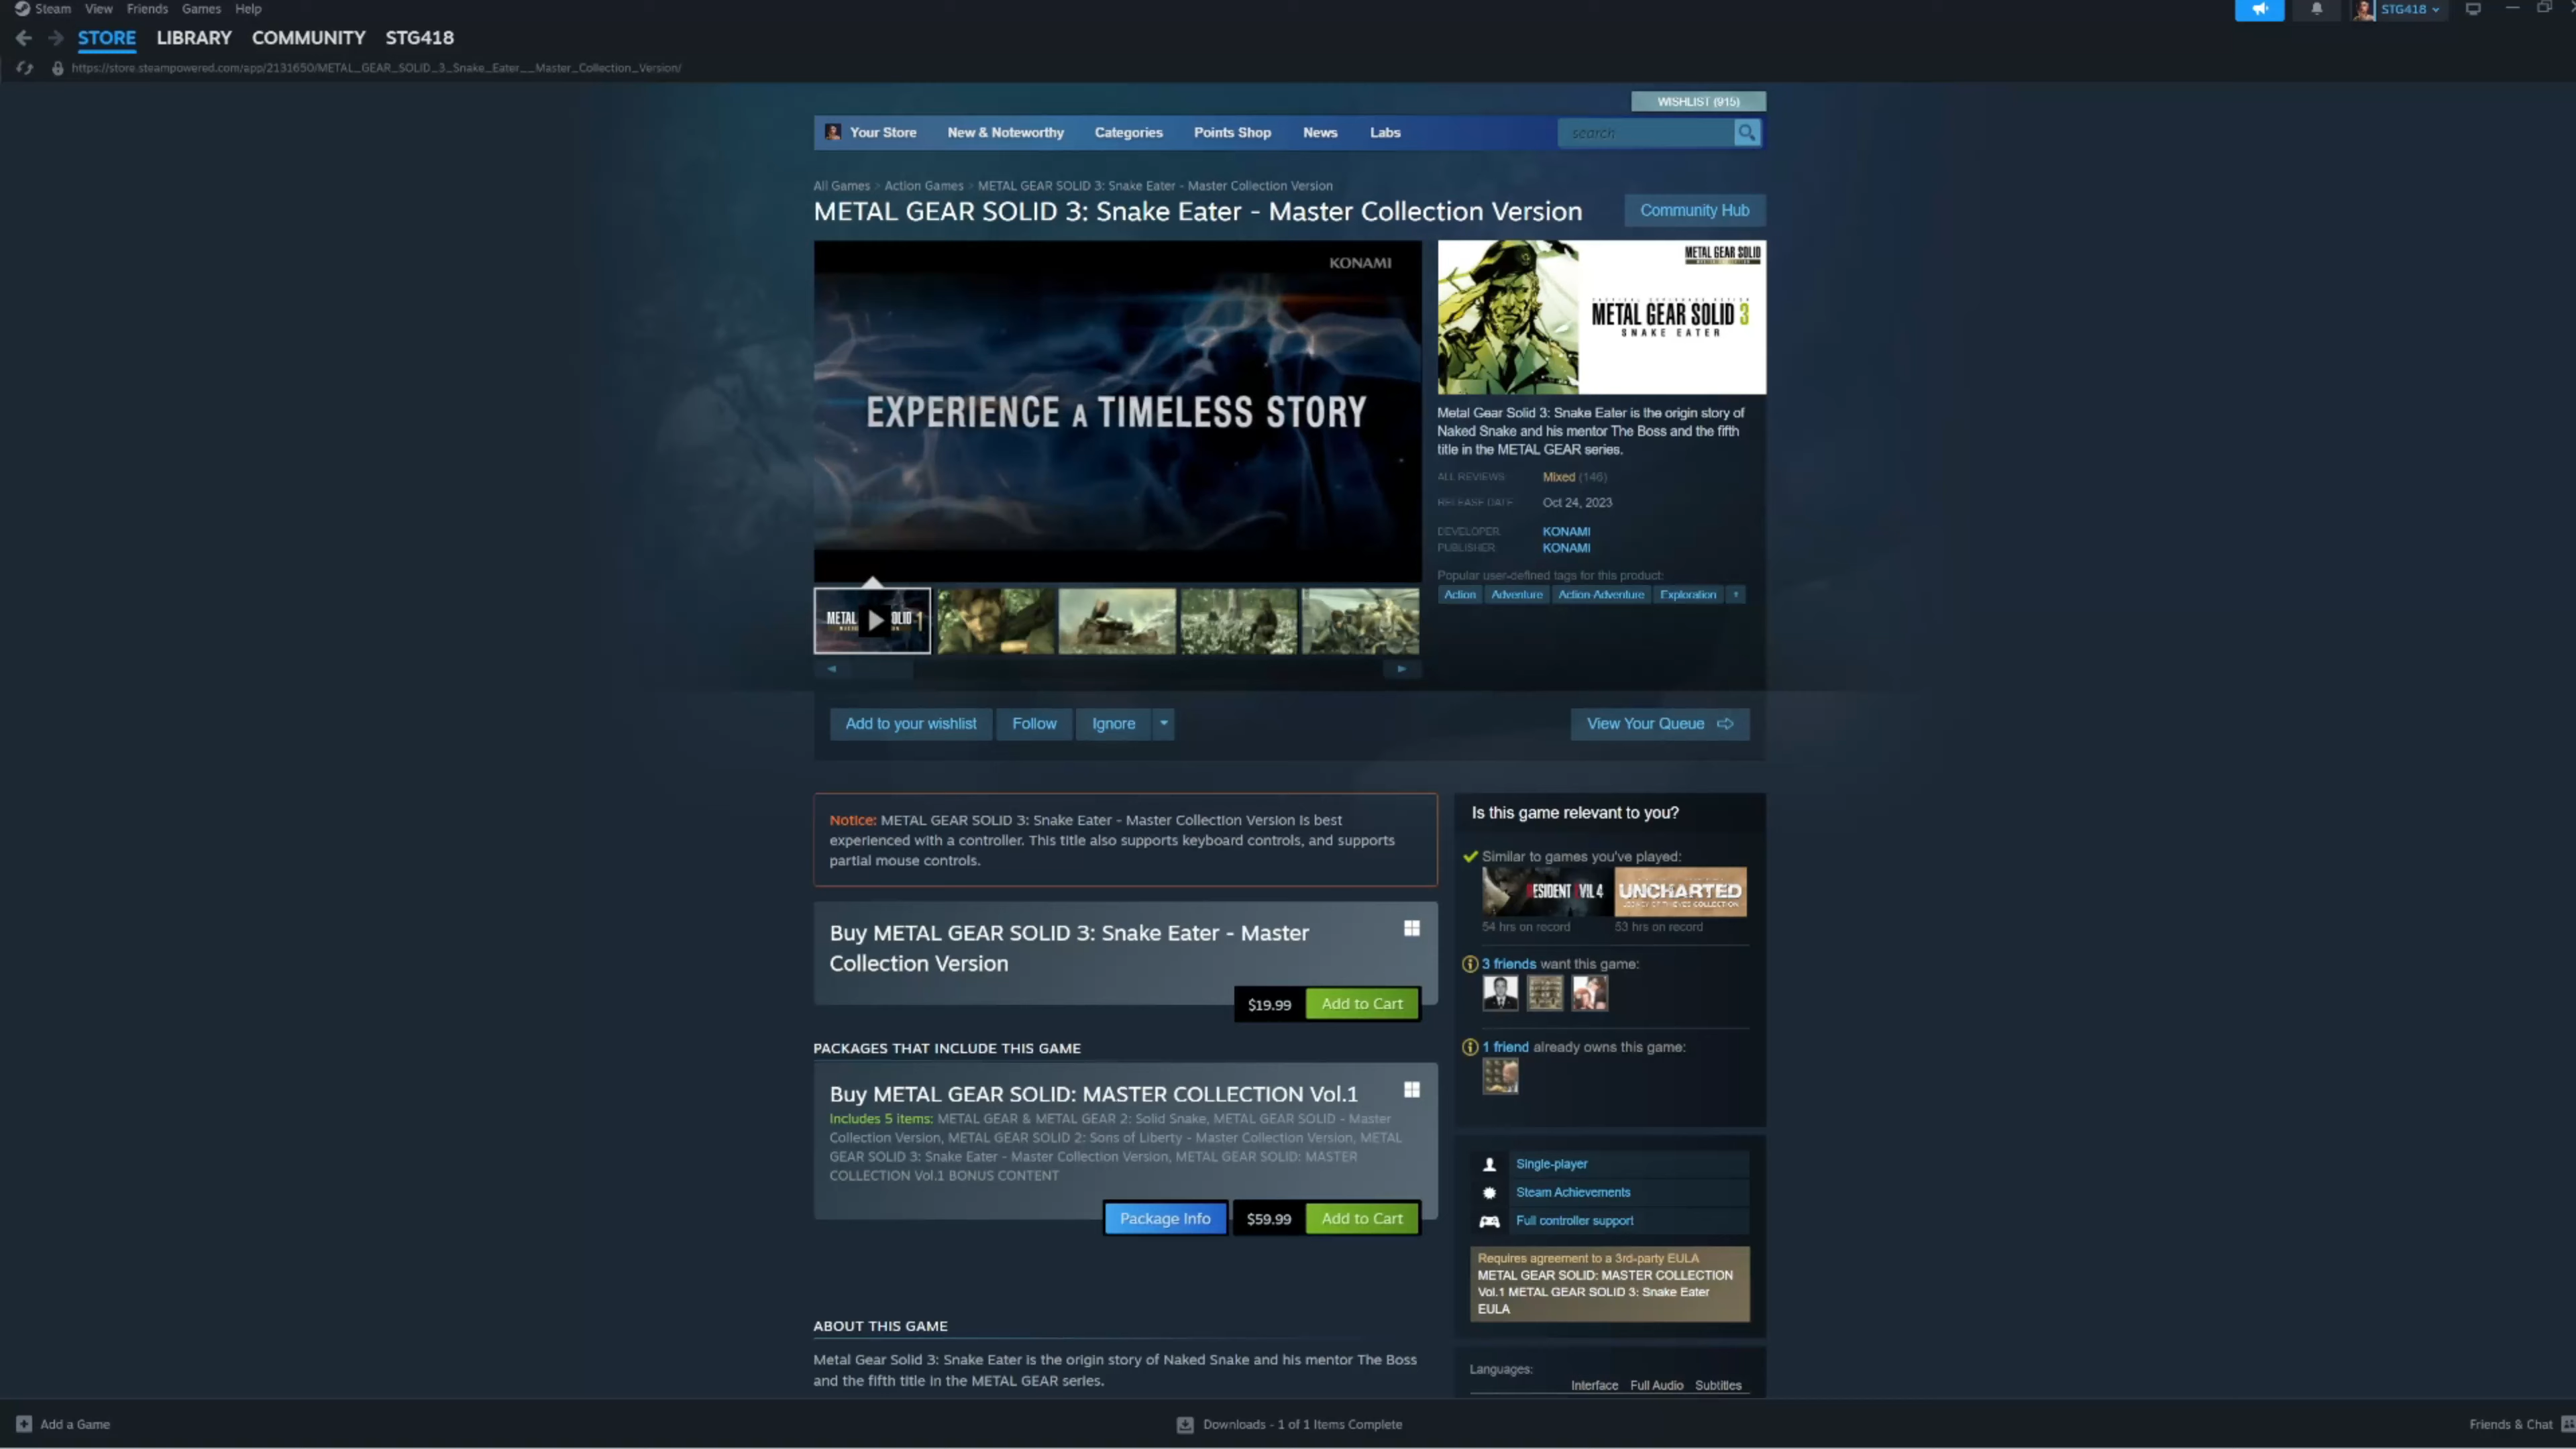 Steam View Friends Games Help
STG418
STORE LIBRARY COMMUNITY STG418
https://store.steampowered.com/app/2131650/METAL_GEAR_SOLID_3_Snake_Eater__Master_Collection_Version/
WISHLIST (915)
Your Store New & Noteworthy Categories Points Shop News Labs
search
All Games > Action Games > METAL GEAR SOLID 3: Snake Eater - Master Collection Version
METAL GEAR SOLID 3: Snake Eater - Master Collection Version
Community Hub
KONAMI
EXPERIENCE A TIMELESS STORY
METAL GEAR SOLID
METAL GEAR SOLID 3
SNAKE EATER
Metal Gear Solid 3: Snake Eater is the origin story of
Naked Snake and his mentor The Boss and the fifth
title in the METAL GEAR series.
ALL REVIEWS: Mixed (146)
RELEASE DATE: Oct 24, 2023
DEVELOPER: KONAMI
PUBLISHER: KONAMI
Popular user-defined tags for this product:
Action Adventure Action-Adventure Exploration +
Add to your wishlist Follow Ignore
View Your Queue
Notice: METAL GEAR SOLID 3: Snake Eater - Master Collection Version is best
experienced with a controller. This title also supports keyboard controls, and supports
partial mouse controls.
Buy METAL GEAR SOLID 3: Snake Eater - Master
Collection Version
$19.99 Add to Cart
PACKAGES THAT INCLUDE THIS GAME
Buy METAL GEAR SOLID: MASTER COLLECTION Vol.1
Includes 5 items: METAL GEAR & METAL GEAR 2: Solid Snake, METAL GEAR SOLID - Master
Collection Version, METAL GEAR SOLID 2: Sons of Liberty - Master Collection Version, METAL
GEAR SOLID 3: Snake Eater - Master Collection Version, METAL GEAR SOLID: MASTER
COLLECTION Vol.1 BONUS CONTENT
Package Info $59.99 Add to Cart
ABOUT THIS GAME
Metal Gear Solid 3: Snake Eater is the origin story of Naked Snake and his mentor The Boss
and the fifth title in the METAL GEAR series.
Is this game relevant to you?
Similar to games you've played:
RESIDENT EVIL 4
UNCHARTED
LEGACY OF THIEVES COLLECTION
54 hrs on record 53 hrs on record
3 friends want this game:
1 friend already owns this game:
Single-player
Steam Achievements
Full controller support
Requires agreement to a 3rd-party EULA
METAL GEAR SOLID: MASTER COLLECTION
Vol.1 METAL GEAR SOLID 3: Snake Eater
EULA
Languages:
Interface Full Audio Subtitles
Add a Game
Downloads - 1 of 1 Items Complete
Friends & Chat